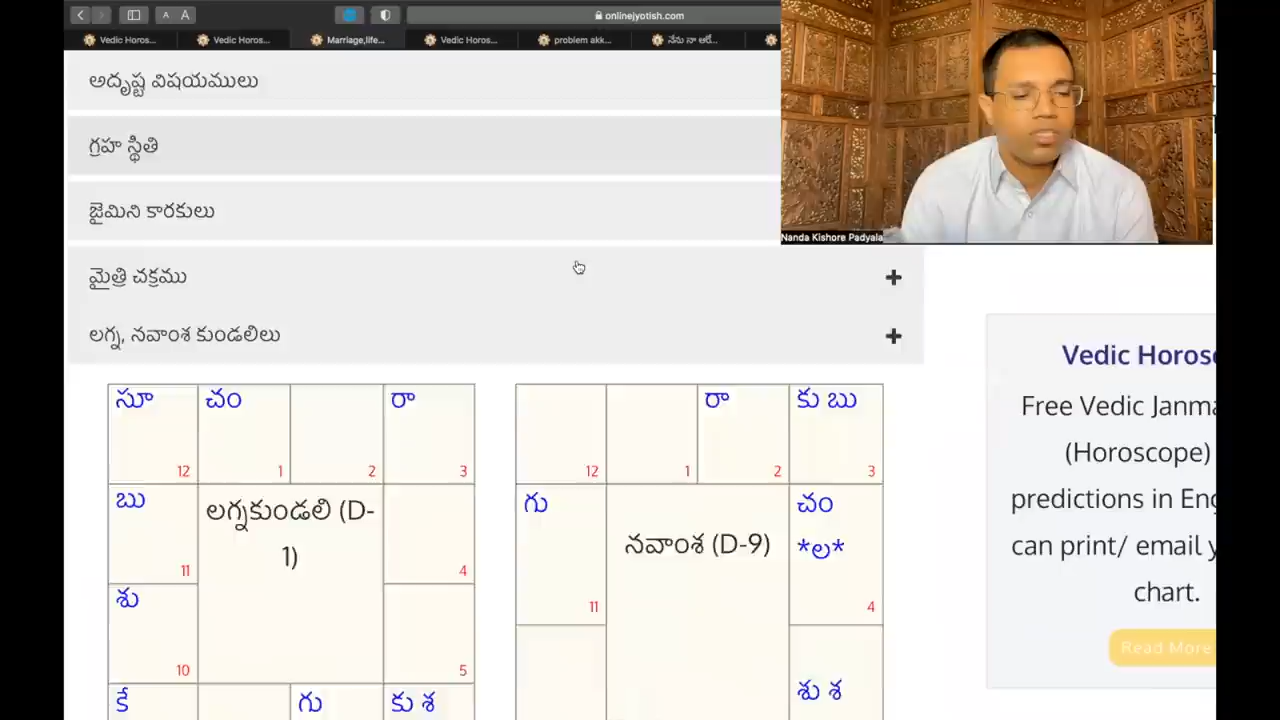 A A
onlinejyotish.com
Vedic Horos...
Vedic Horos...
Marriage,life...
Vedic Horos...
problem akk...
నేను నా ఆరో...
అదృష్ట విషయములు
గ్రహ స్థితి
జైమిని కారకులు
మైత్రి చక్రము
లగ్న, నవాంశ కుండలిలు
Nanda Kishore Padyala
సూ
చం
రా
12
1
2
3
బు
లగ్నకుండలి (D-
1)
11
4
శు
10
5
కే
గు
కు శ
రా
కు బు
12
1
2
3
గు
నవాంశ (D-9)
చం
*ల*
11
4
శు శ
Vedic Horos
Free Vedic Janma
(Horoscope)
predictions in Eng
can print/ email y
chart.
Read More